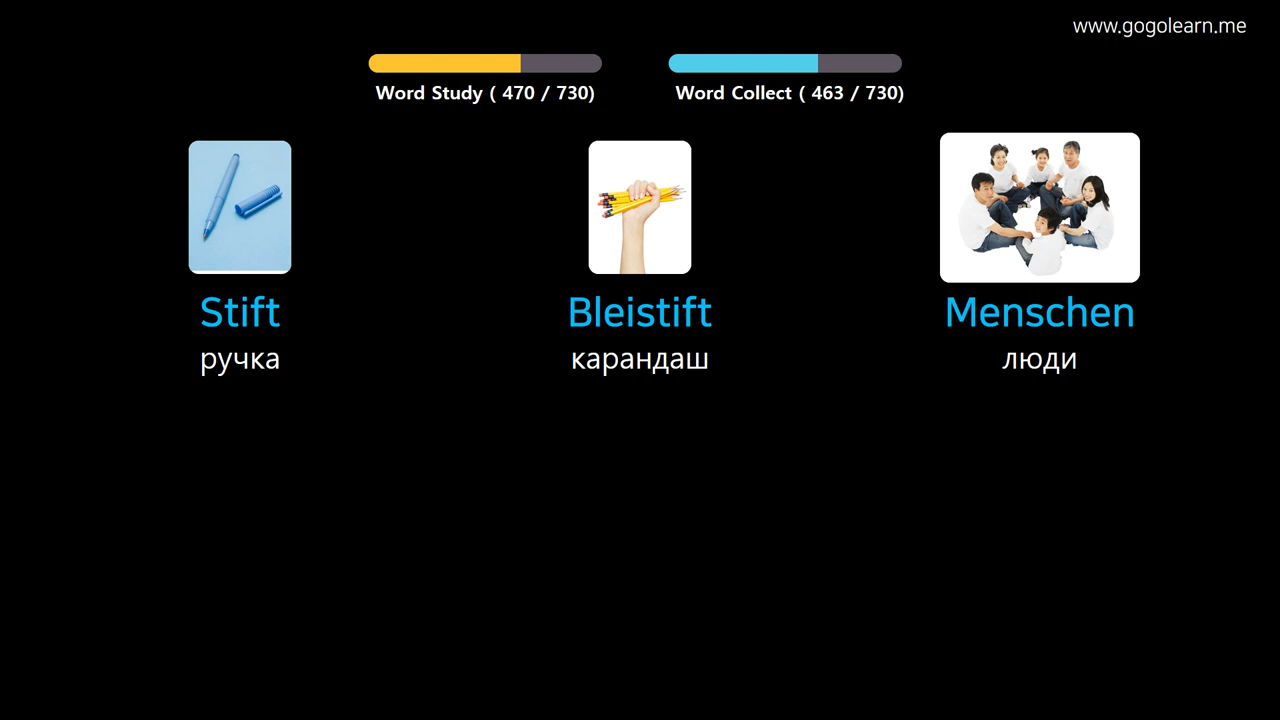 www.gogolearn.me
Word Study ( 470 / 730)
Word Collect ( 463 / 730)
Stift
Bleistift
Menschen
ручка
карандаш
люди